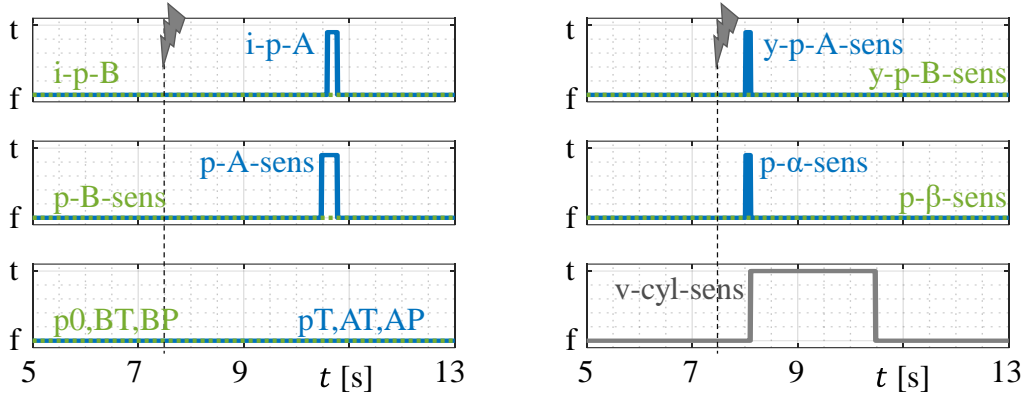 t
i-p-A
i-p-B
f
t
p-A-sens
p-B-sens
f
t
p0,BT,BP
pT,AT,AP
f
5
7
9
t [s]
13
t
y-p-A-sens
y-p-B-sens
f
t
p-α-sens
p-β-sens
f
t
v-cyl-sens
f
5
7
9
t [s]
13